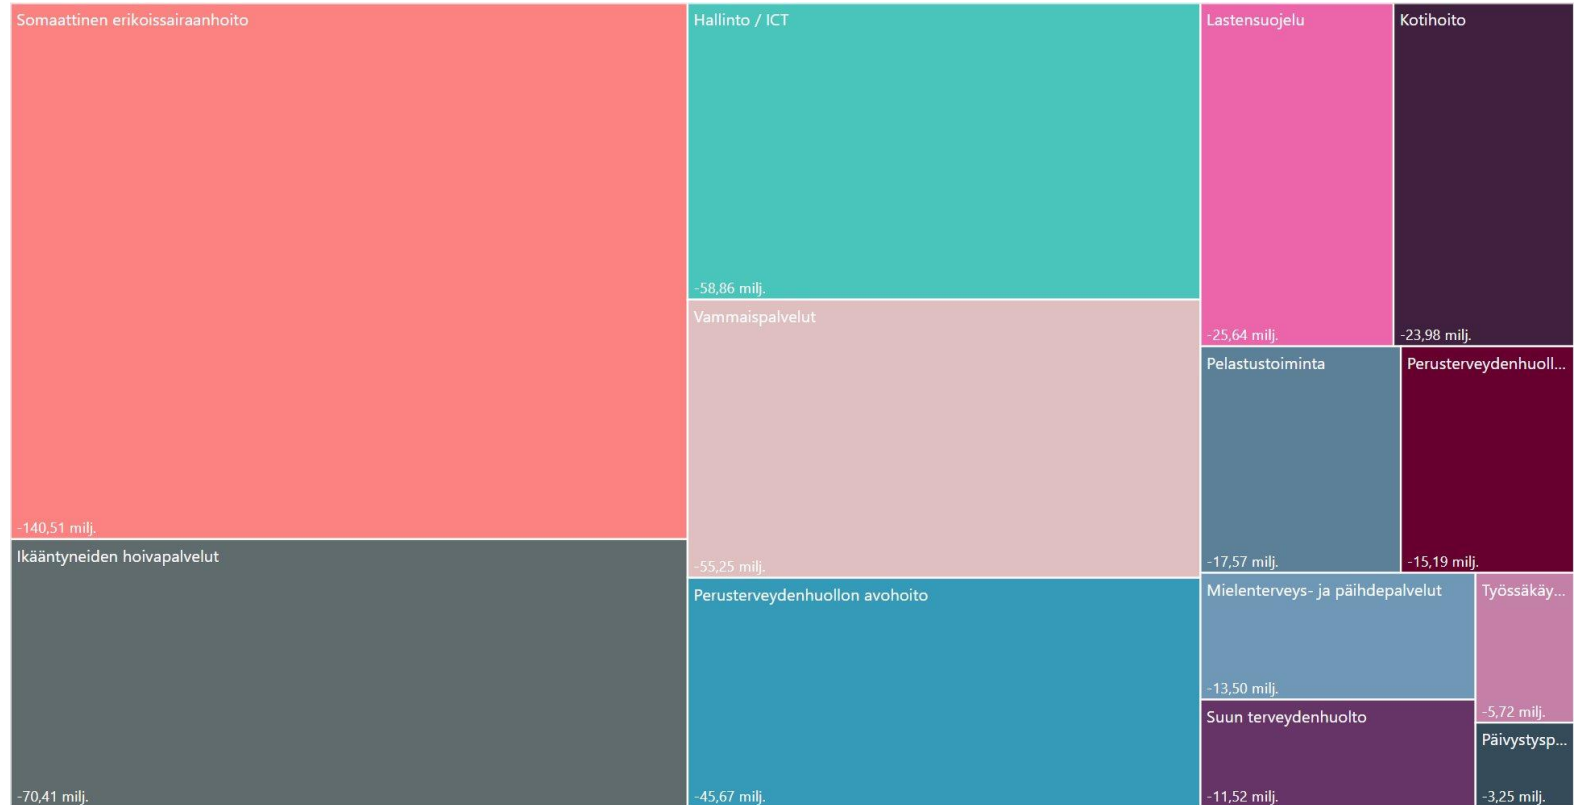 Somaattinen erikoissairaanhoito
-140,51 milj.
Ikääntyneiden hoivapalvelut
-70,41 milj.
Hallinto / ICT
-58,86 milj.
Vammaispalvelut
-55,25 milj.
Perusterveydenhuollon avohoito
-45,67 milj.
Lastensuojelu
-25,64 milj.
Kotihoito
-23,98 milj.
Pelastustoiminta
-17,57 milj.
Perusterveydenhuoll...
-15,19 milj.
Mielenterveys- ja päihdepalvelut
-13,50 milj.
Suun terveydenhuolto
-11,52 milj.
Työssäkäy...
-5,72 milj.
Päivystysp...
-3,25 milj.